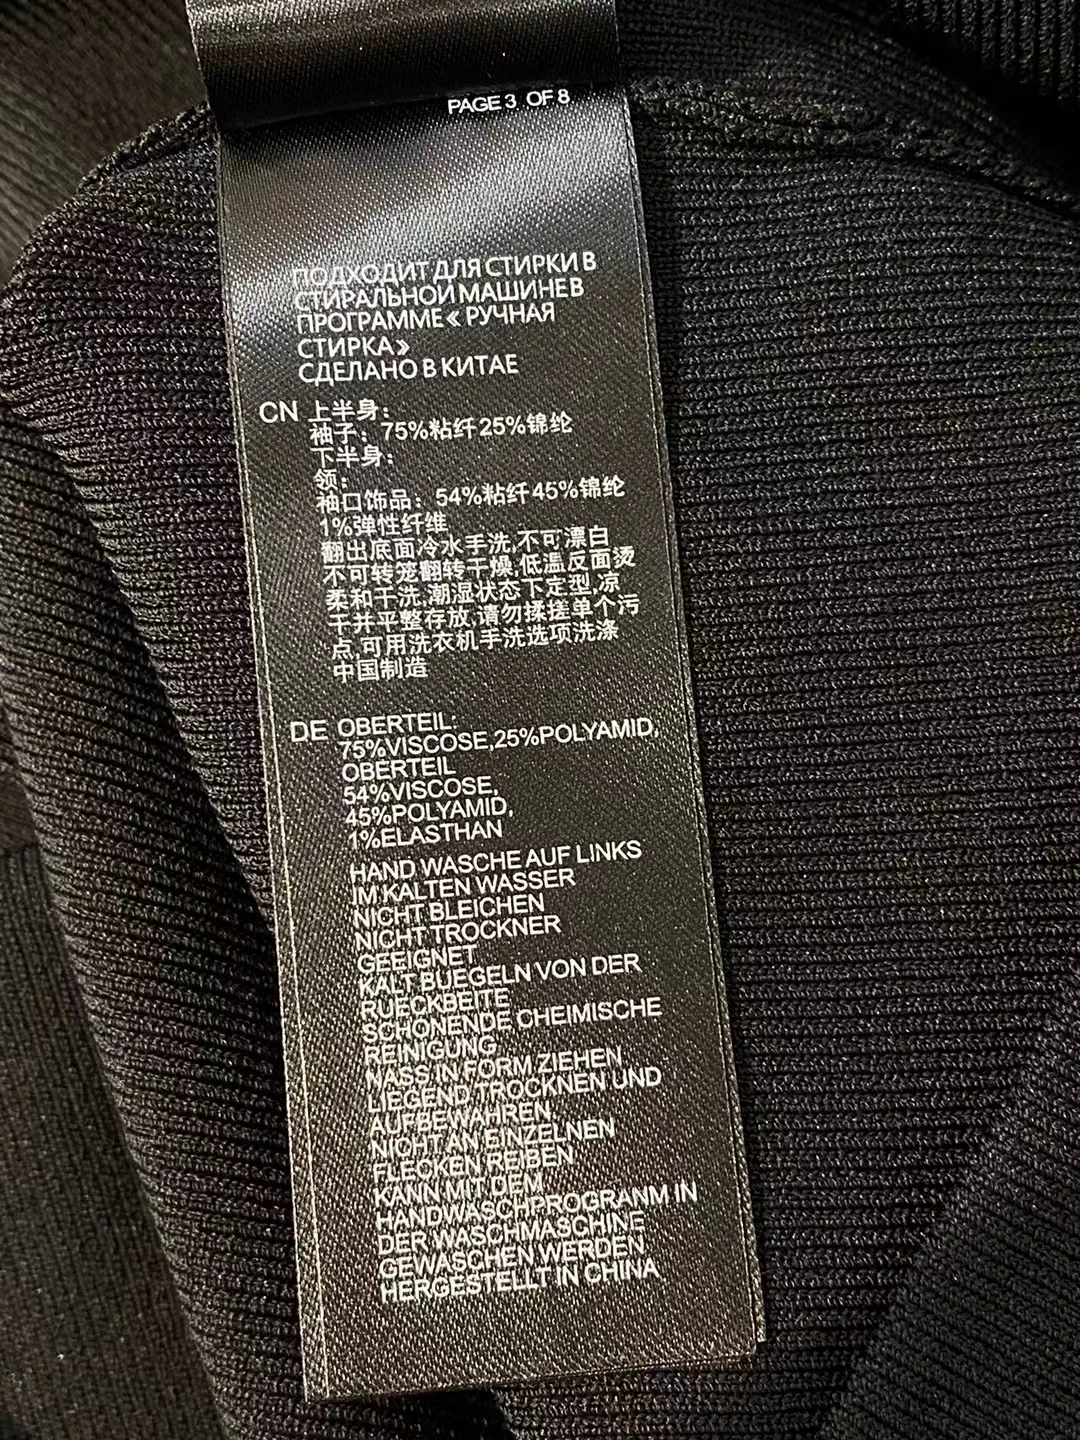 PAGE 3 OF 8
ПОДХОДИТ ДЛЯ СТИРКИ В
СТИРАЛЬНОЙ МАШИНЕ В
ПРОГРАММЕ « РУЧНАЯ
СТИРКА»
СДЕЛАНО В КИТАЕ
CN 上半身:
袖子: 75%粘纤25%锦纶
下半身:
领:
袖口饰品: 54%粘纤45%锦纶
1%弹性纤维
翻出底面冷水手洗,不可漂白
不可转笼翻转干燥,低温反面烫
柔和干洗,潮湿状态下定型,凉
干并平整存放,请勿揉搓单个污
点,可用洗衣机手洗选项洗涤
中国制造
DE OBERTEIL:
75%VISCOSE,25%POLYAMID,
OBERTEIL
54%VISCOSE,
45%POLYAMID,
1%ELASTHAN
HAND WASCHE AUF LINKS
IM KALTEN WASSER
NICHT BLEICHEN
NICHT TROCKNER
GEEIGNET
KALT BUEGELN VON DER
RUECKBEITE
SCHONENDE CHEIMISCHE
REINIGUNG
NASS IN FORM ZIEHEN
LIEGEND TROCKNEN UND
AUFBEWAHREN
NICHT AN EINZELNEN
FLECKEN REIBEN
KANN MIT DEM
HANDWASCHPROGRANM IN
DER WASCHMASCHINE
GEWASCHEN WERDEN
HERGESTELLT IN CHINA